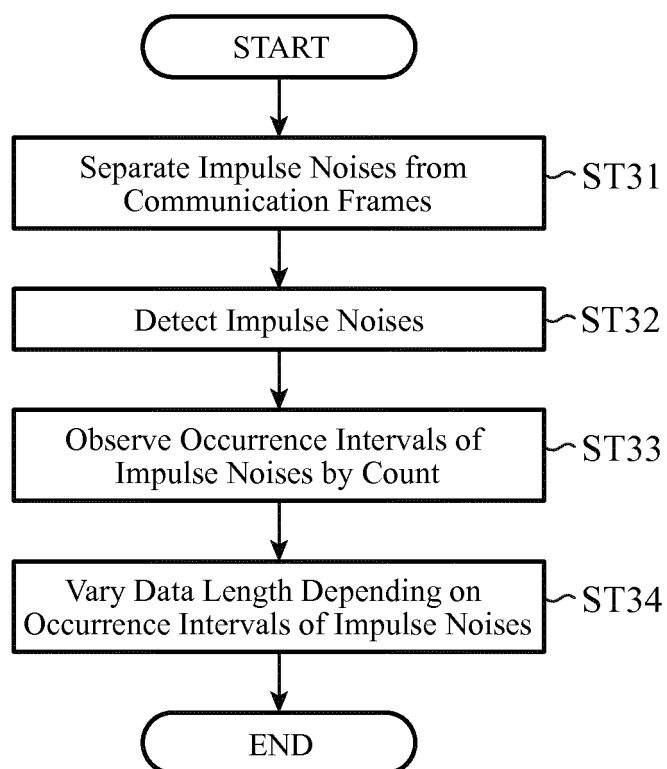 START
Separate Impulse Noises from
Communication Frames
ST31
Detect Impulse Noises
ST32
Observe Occurrence Intervals of
Impulse Noises by Count
ST33
Vary Data Length Depending on
Occurrence Intervals of Impulse Noises
ST34
END